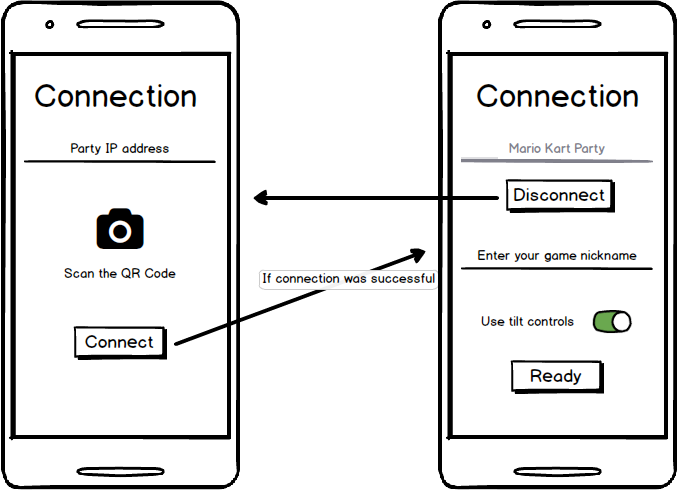 Connection
Party IP address
Scan the QR Code
Connect
If connection was successful
Connection
Mario Kart Party
Disconnect
Enter your game nickname
Use tilt controls
Ready